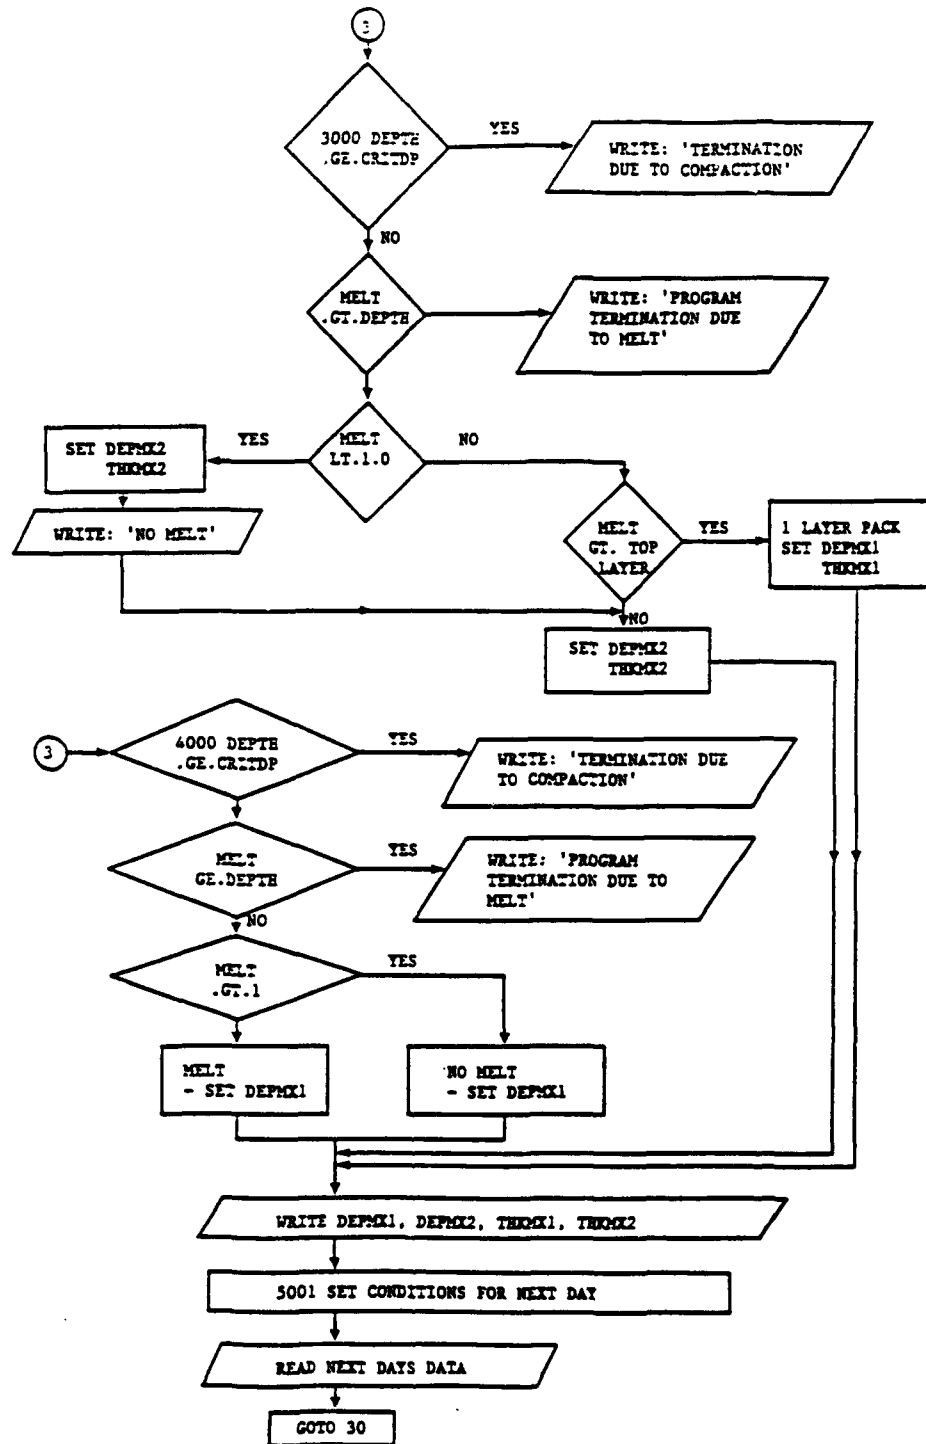 3000 DEPTH
.GE.CRITDP
YES
WRITE: 'TERMINATION
DUE TO COMPACTION'
NO
MELT
.GT.DEPTH
WRITE: 'PROGRAM
TERMINATION DUE
TO MELT'
MELT
LT.1.0
YES
NO
SET DEPMX2
THKMX2
WRITE: 'NO MELT'
MELT
GT. TOP
LAYER
YES
1 LAYER PACK
SET DEPMX1
THKMX1
NO
SET DEPMX2
THKMX2
3
4000 DEPTH
.GE.CRITDP
YES
WRITE: 'TERMINATION DUE
TO COMPACTION'
MELT
GE.DEPTH
YES
WRITE: 'PROGRAM
TERMINATION DUE TO
MELT'
NO
MELT
.GT.1
YES
MELT
- SET DEPMX1
NO MELT
- SET DEPMX1
WRITE DEPMX1, DEPMX2, THKMX1, THKMX2
5001 SET CONDITIONS FOR NEXT DAY
READ NEXT DAYS DATA
GOTO 30